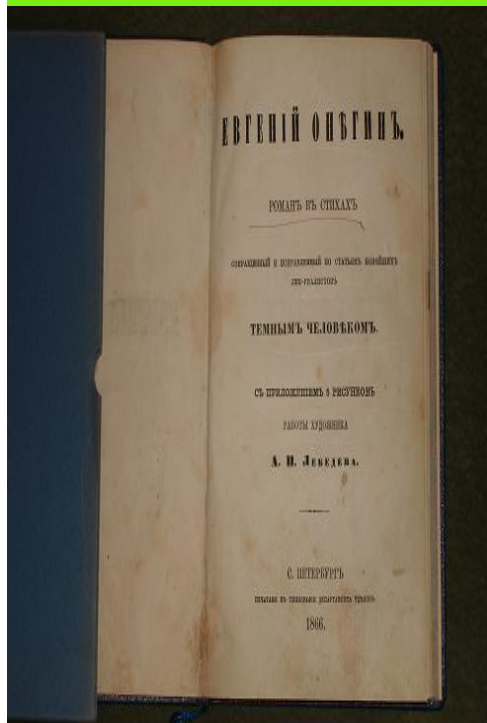 ЕВГЕНІЙ ОНѢГИНЪ.
РОМАНЪ ВЪ СТИХАХЪ
СОКРАЩЕННЫЙ И ИСПРАВЛЕННЫЙ ПО СТАТЬЯМЪ НОВѢЙШИХЪ
ЛЖЕ-РЕАЛИСТОВЪ
ТЕМНЫМЪ ЧЕЛОВѢКОМЪ.
СЪ ПРИЛОЖЕНІЕМЪ 6 РИСУНКОВЪ
РАБОТЫ ХУДОЖНИКА
А. И. ЛЕБЕДЕВА.
С. ПЕТЕРБУРГЪ
ПЕЧАТАНО ВЪ ТИПОГРАФІИ ДЕПАРТАМЕНТА УДѢЛОВЪ
1866.